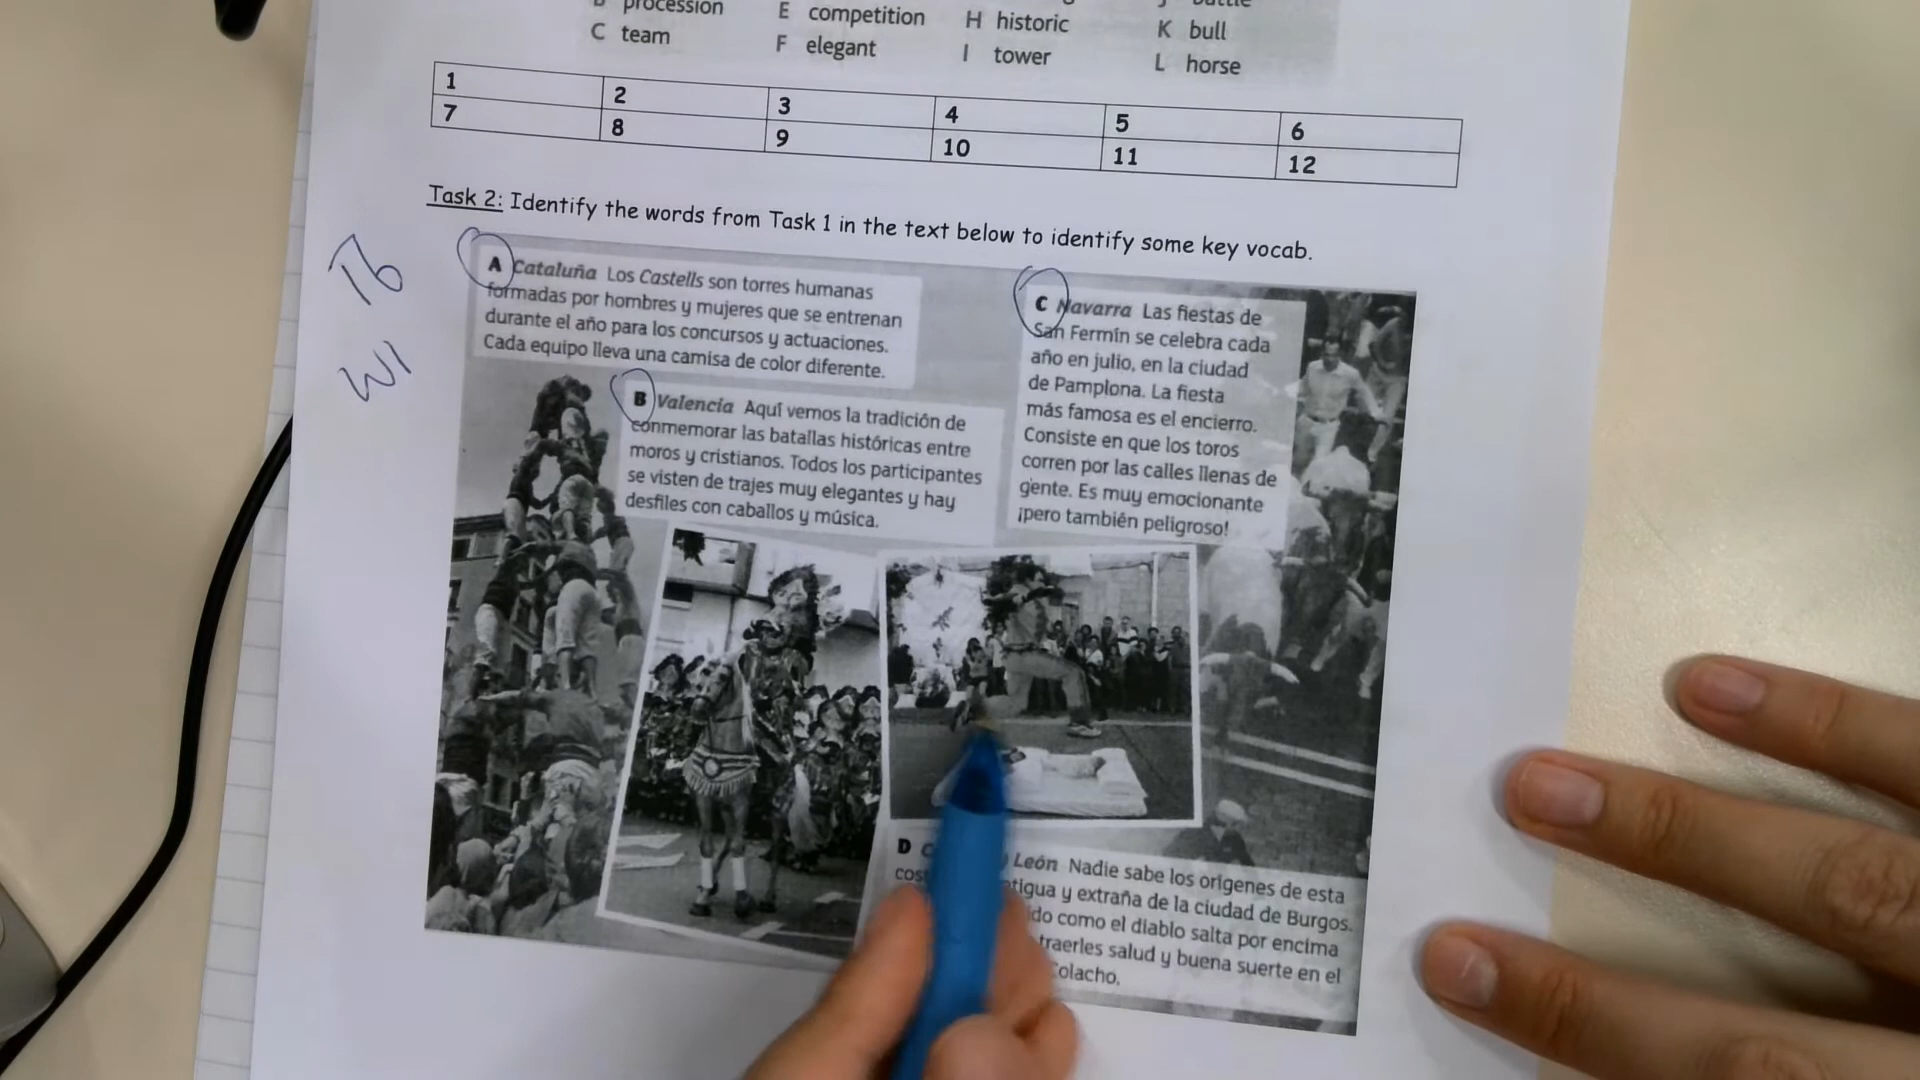 procession
E competition
H historic
K bull
C team
F elegant
I tower
L horse
1 2 3 4 5 6
7 8 9 10 11 12
Task 2: Identify the words from Task 1 in the text below to identify some key vocab.
T6
W1
A Cataluña Los Castells son torres humanas
formadas por hombres y mujeres que se entrenan
durante el año para los concursos y actuaciones.
Cada equipo lleva una camisa de color diferente.
B Valencia Aquí vemos la tradición de
conmemorar las batallas históricas entre
moros y cristianos. Todos los participantes
se visten de trajes muy elegantes y hay
desfiles con caballos y música.
C Navarra Las fiestas de
San Fermín se celebra cada
año en julio, en la ciudad
de Pamplona. La fiesta
más famosa es el encierro.
Consiste en que los toros
corren por las calles llenas de
gente. Es muy emocionante
¡pero también peligroso!
D León Nadie sabe los orígenes de esta
y extraña de la ciudad de Burgos.
como el diablo salta por encima
traerles salud y buena suerte en el
Colacho.